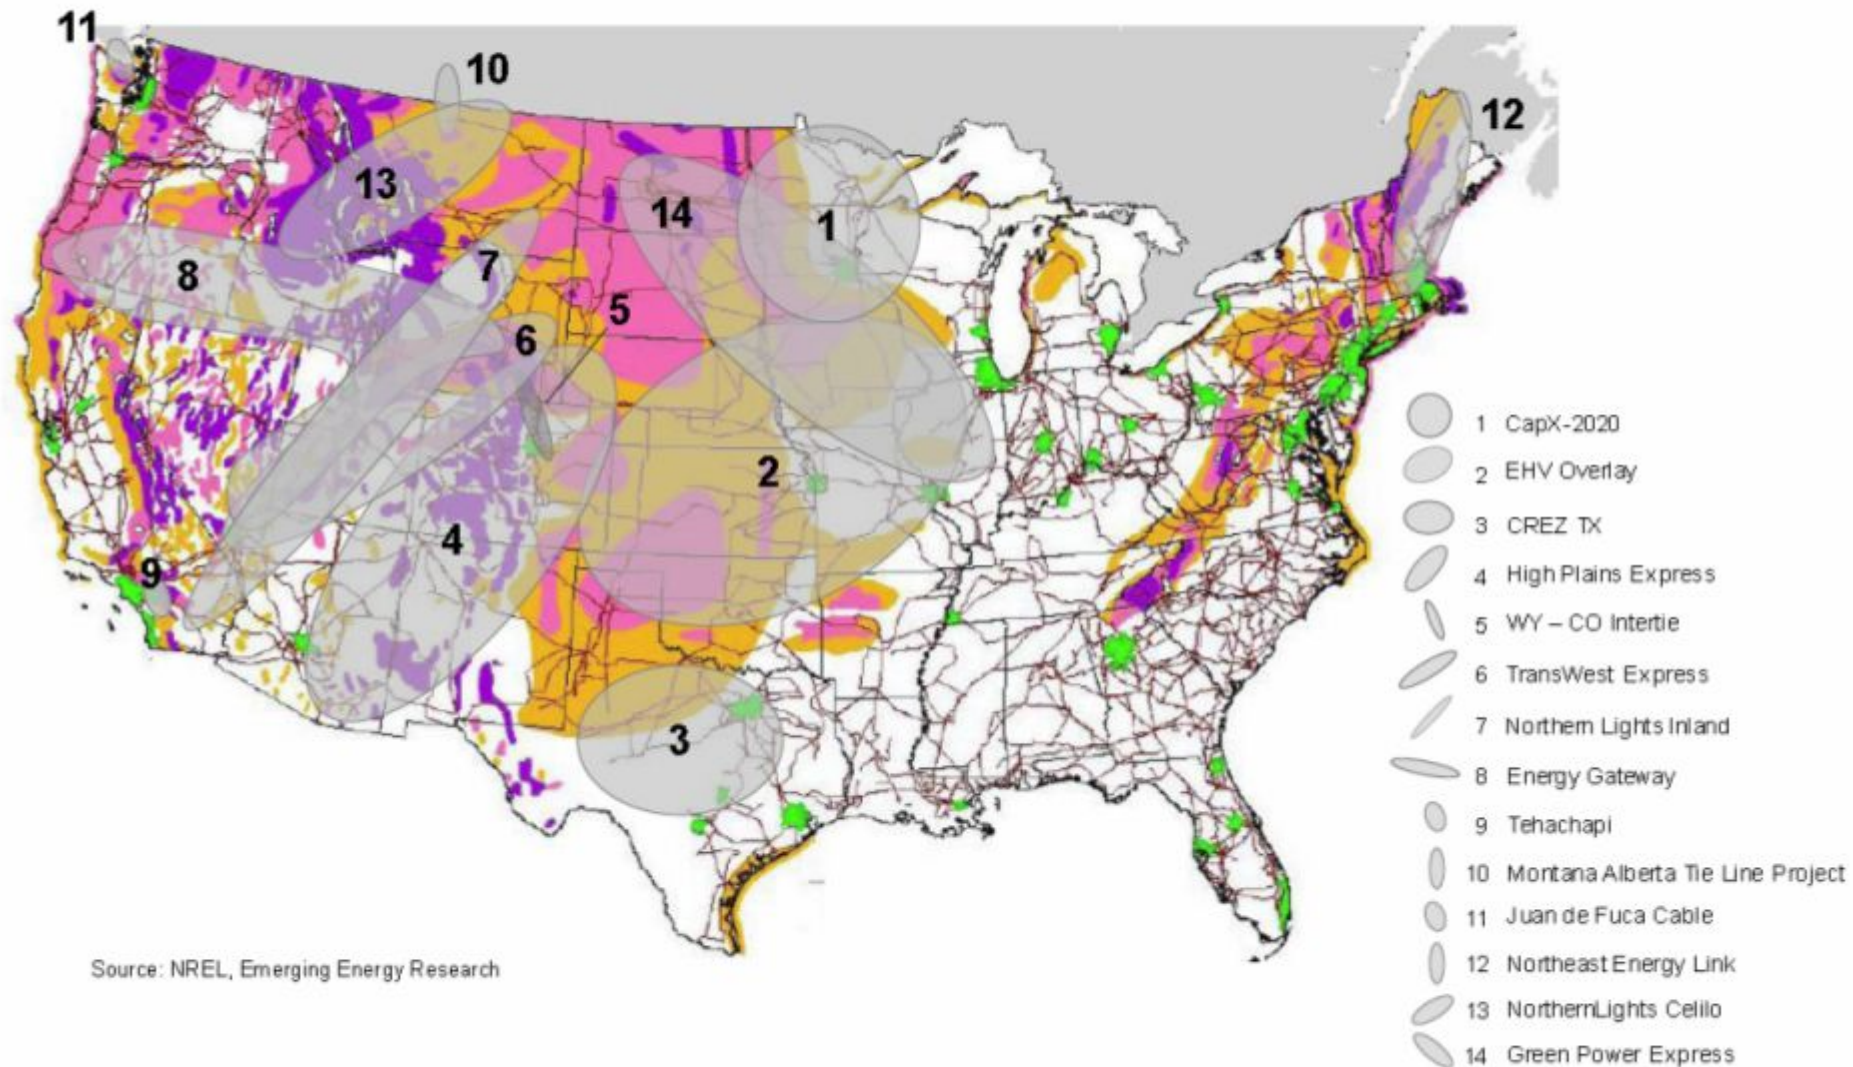 11
10
12
13
14
1
8
7
5
6
2
4
9
3
1 CapX-2020
2 EHV Overlay
3 CREZ TX
4 High Plains Express
5 WY – CO Intertie
6 TransWest Express
7 Northern Lights Inland
8 Energy Gateway
9 Tehachapi
10 Montana Alberta Tie Line Project
11 Juan de Fuca Cable
12 Northeast Energy Link
13 NorthernLights Celilo
14 Green Power Express
Source: NREL, Emerging Energy Research